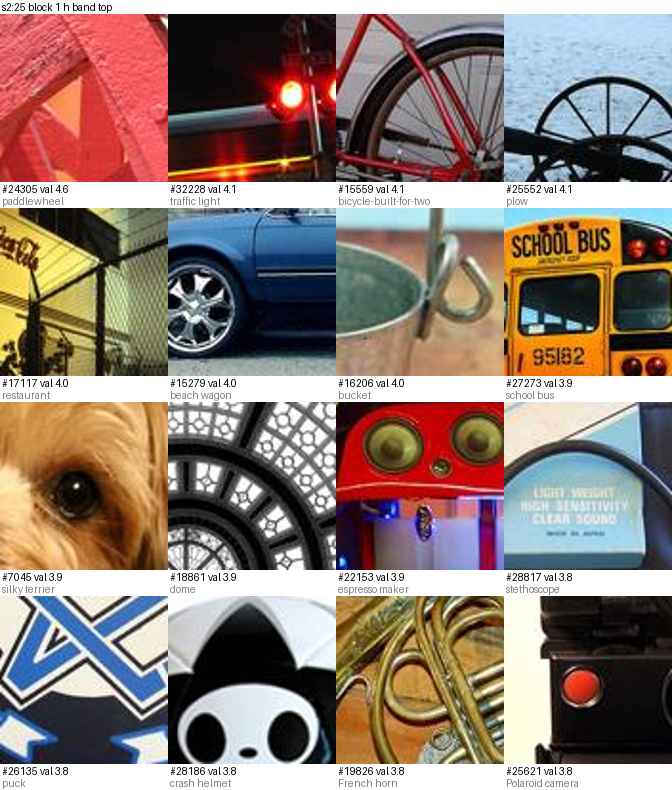 s2:25 block 1 h band top
#24305 val 4.6
paddlewheel
#32228 val 4.1
traffic light
#15559 val 4.1
bicycle-built-for-two
#25552 val 4.1
plow
Coca-Cola
#17117 val 4.0
restaurant
#15279 val 4.0
beach wagon
#16206 val 4.0
bucket
SCHOOL BUS
95182
#27273 val 3.9
school bus
#7045 val 3.9
silky terrier
#18861 val 3.9
dome
#22153 val 3.9
espresso maker
LIGHT WEIGHT
HIGH SENSITIVITY
CLEAR SOUND
MADE IN JAPAN
#28817 val 3.8
stethoscope
#26135 val 3.8
puck
#28186 val 3.8
crash helmet
#19826 val 3.8
French horn
#25621 val 3.8
Polaroid camera